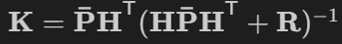 K = P̄Hᵀ(HP̄Hᵀ + R)⁻¹